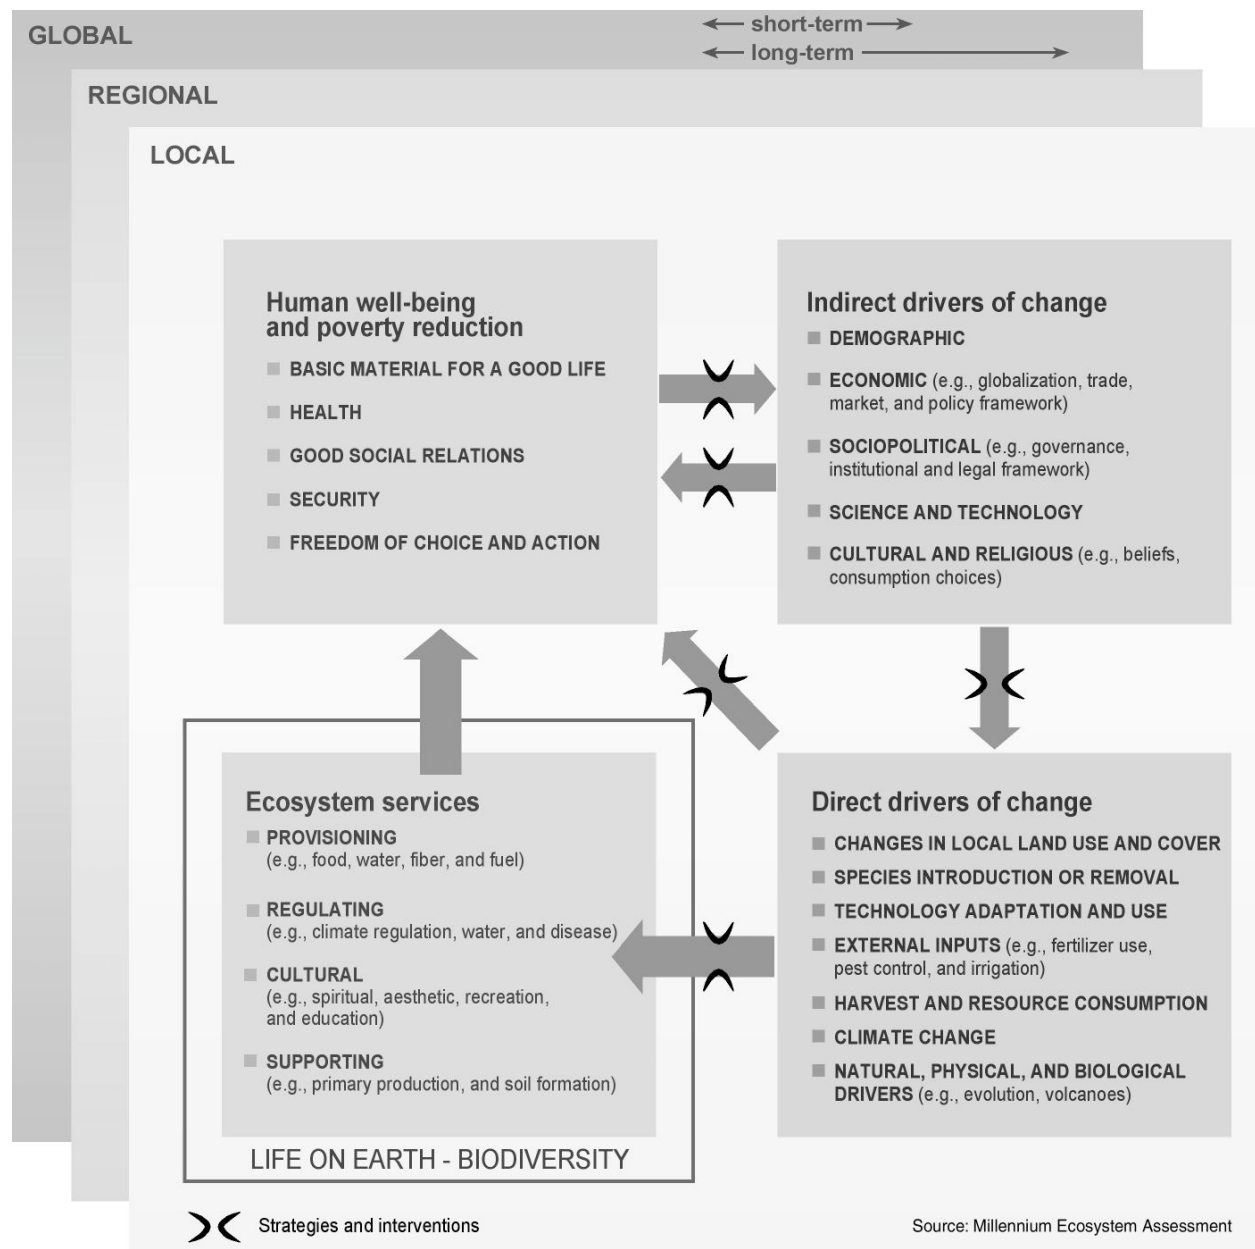 GLOBAL
short-term
long-term
REGIONAL
LOCAL
Human well-being
and poverty reduction
BASIC MATERIAL FOR A GOOD LIFE
HEALTH
GOOD SOCIAL RELATIONS
SECURITY
FREEDOM OF CHOICE AND ACTION
Indirect drivers of change
DEMOGRAPHIC
ECONOMIC (e.g., globalization, trade,
market, and policy framework)
SOCIOPOLITICAL (e.g., governance,
institutional and legal framework)
SCIENCE AND TECHNOLOGY
CULTURAL AND RELIGIOUS (e.g., beliefs,
consumption choices)
Ecosystem services
PROVISIONING
(e.g., food, water, fiber, and fuel)
REGULATING
(e.g., climate regulation, water, and disease)
CULTURAL
(e.g., spiritual, aesthetic, recreation,
and education)
SUPPORTING
(e.g., primary production, and soil formation)
LIFE ON EARTH - BIODIVERSITY
Direct drivers of change
CHANGES IN LOCAL LAND USE AND COVER
SPECIES INTRODUCTION OR REMOVAL
TECHNOLOGY ADAPTATION AND USE
EXTERNAL INPUTS (e.g., fertilizer use,
pest control, and irrigation)
HARVEST AND RESOURCE CONSUMPTION
CLIMATE CHANGE
NATURAL, PHYSICAL, AND BIOLOGICAL
DRIVERS (e.g., evolution, volcanoes)
Strategies and interventions
Source: Millennium Ecosystem Assessment